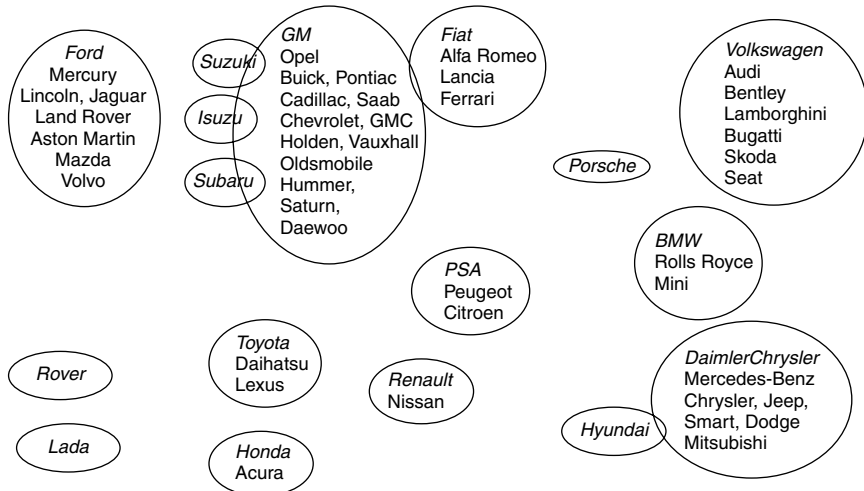 Ford
Mercury
Lincoln, Jaguar
Land Rover
Aston Martin
Mazda
Volvo
Suzuki
Isuzu
Subaru
GM
Opel
Buick, Pontiac
Cadillac, Saab
Chevrolet, GMC
Holden, Vauxhall
Oldsmobile
Hummer,
Saturn,
Daewoo
Fiat
Alfa Romeo
Lancia
Ferrari
Volkswagen
Audi
Bentley
Lamborghini
Bugatti
Skoda
Seat
Porsche
BMW
Rolls Royce
Mini
PSA
Peugeot
Citroen
Toyota
Daihatsu
Lexus
Rover
Renault
Nissan
DaimlerChrysler
Mercedes-Benz
Chrysler, Jeep,
Smart, Dodge
Mitsubishi
Hyundai
Lada
Honda
Acura